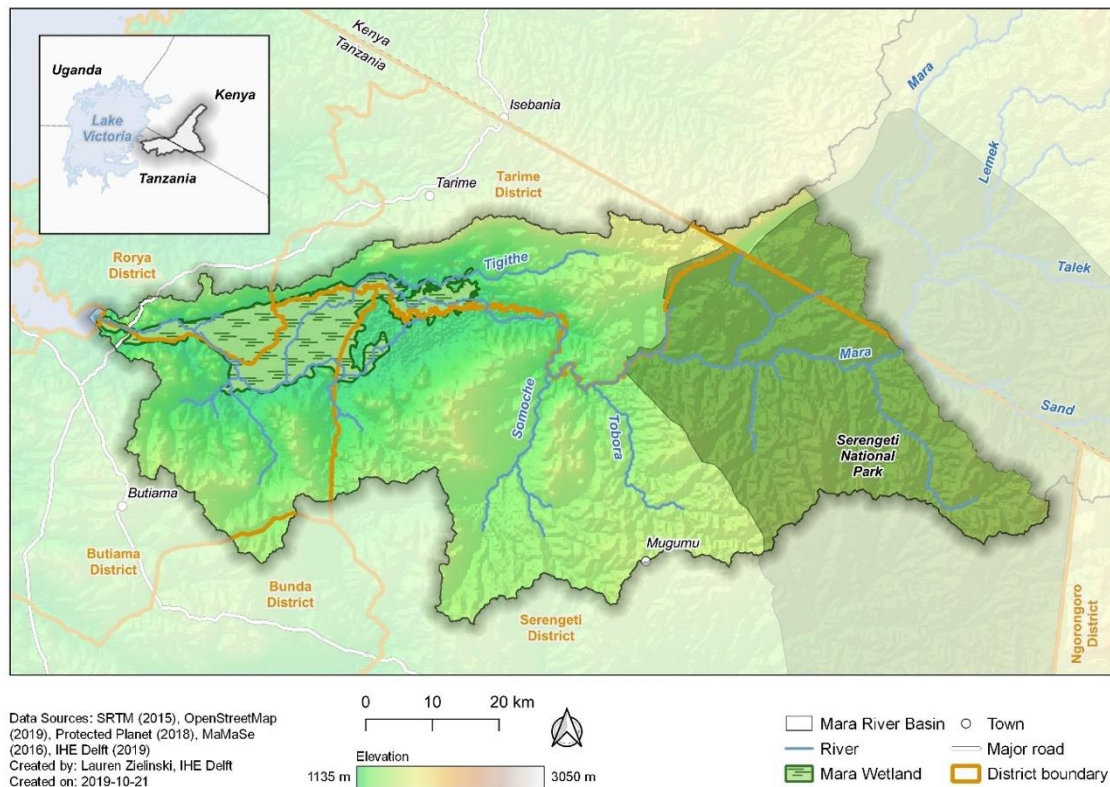 Uganda
Kenya
Lake
Victoria
Tanzania
Kenya
Tanzania
Isebania
Tarime
Tarime
District
Rorya
District
Tigithe
Mara
Lemek
Talek
Sand
Mara
Somoche
Tobora
Serengeti
National
Park
Butiama
Mugumu
Butiama
District
Bunda
District
Serengeti
District
Ngorongoro
District
Data Sources: SRTM (2015), OpenStreetMap
(2019), Protected Planet (2018), MaMaSe
(2016), IHE Delft (2019)
Created by: Lauren Zielinski, IHE Delft
Created on: 2019-10-21
0 10 20 km
Elevation
1135 m 3050 m
Mara River Basin
River
Mara Wetland
Town
Major road
District boundary